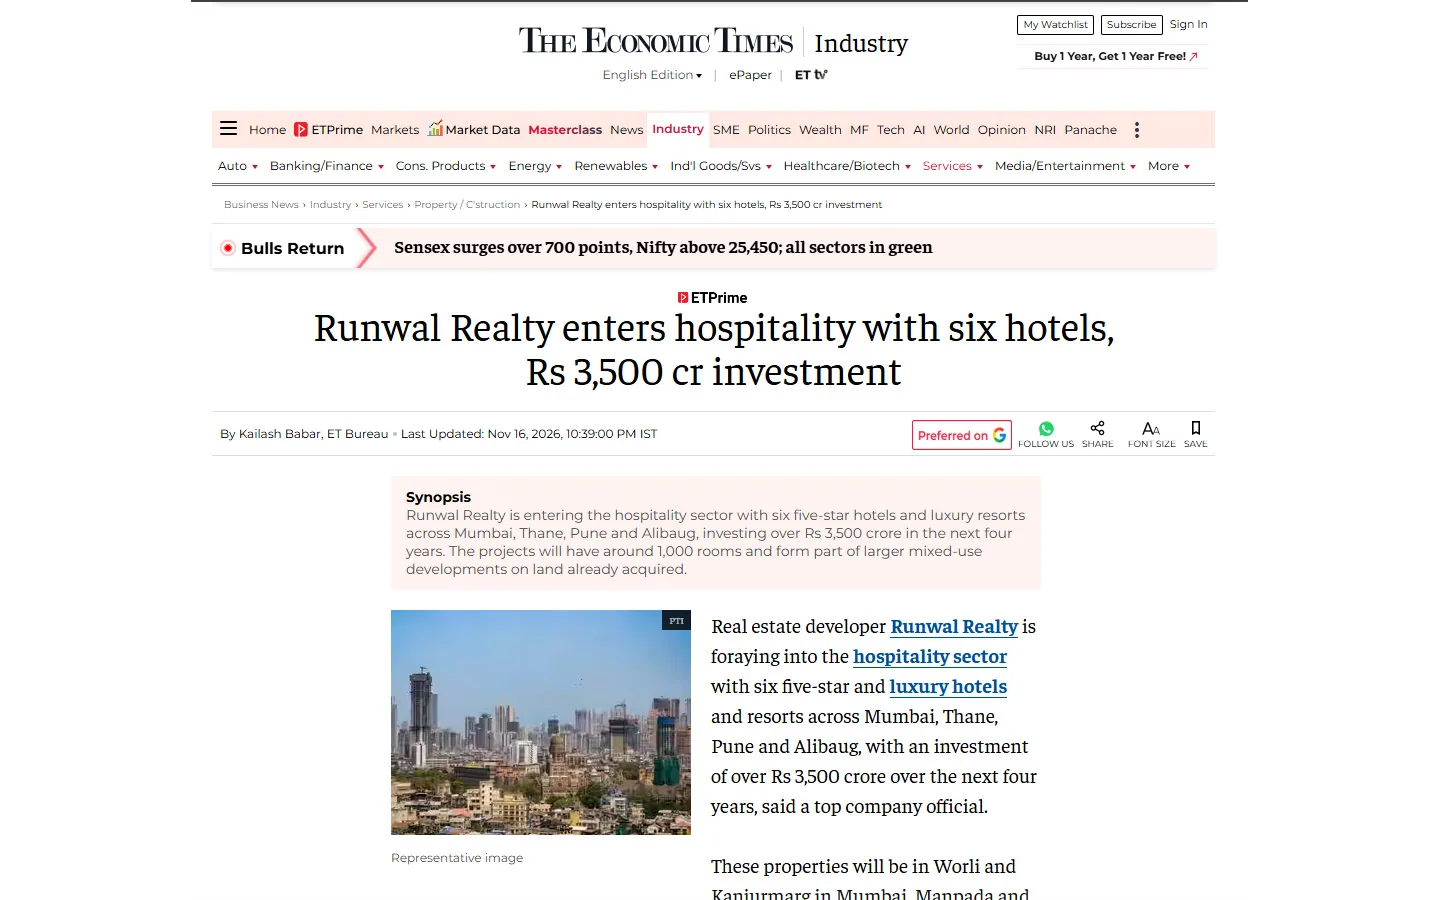 THE ECONOMIC TIMES | Industry
My Watchlist Subscribe Sign In
English Edition | ePaper | ET tv
Buy 1 Year, Get 1 Year Free!
Home ETPrime Markets Market Data Masterclass News Industry SME Politics Wealth MF Tech AI World Opinion NRI Panache
Auto Banking/Finance Cons. Products Energy Renewables Ind'l Goods/Svs Healthcare/Biotech Services Media/Entertainment More
Business News › Industry › Services › Property / C'struction › Runwal Realty enters hospitality with six hotels, Rs 3,500 cr investment
Bulls Return Sensex surges over 700 points, Nifty above 25,450; all sectors in green
ETPrime
Runwal Realty enters hospitality with six hotels,
Rs 3,500 cr investment
By Kailash Babar, ET Bureau Last Updated: Nov 16, 2026, 10:39:00 PM IST
Preferred on G FOLLOW US SHARE FONT SIZE SAVE
Synopsis
Runwal Realty is entering the hospitality sector with six five-star hotels and luxury resorts
across Mumbai, Thane, Pune and Alibaug, investing over Rs 3,500 crore in the next four
years. The projects will have around 1,000 rooms and form part of larger mixed-use
developments on land already acquired.
PTI
Representative image
Real estate developer Runwal Realty is
foraying into the hospitality sector
with six five-star and luxury hotels
and resorts across Mumbai, Thane,
Pune and Alibaug, with an investment
of over Rs 3,500 crore over the next four
years, said a top company official.
These properties will be in Worli and
Kanjurmarg in Mumbai, Manpada and